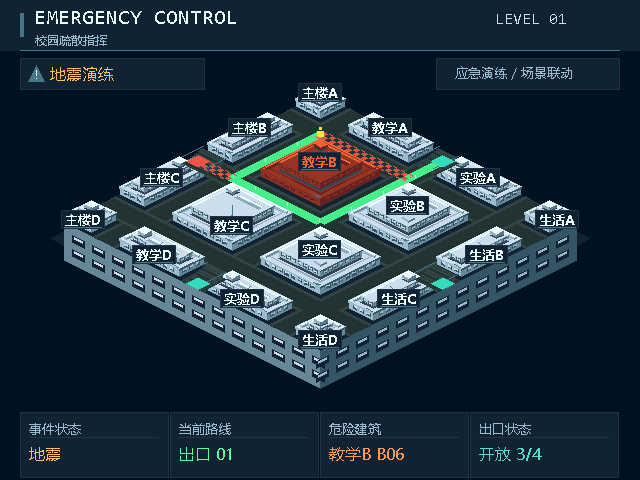 EMERGENCY CONTROL
LEVEL 01
校园疏散指挥
地震演练
应急演练 / 场景联动
主楼A
主楼B
教学A
教学B
主楼C
实验A
实验B
主楼D
教学C
生活A
教学D
实验C
生活B
实验D
生活C
生活D
事件状态
地震
当前路线
出口 01
危险建筑
教学B B06
出口状态
开放 3/4